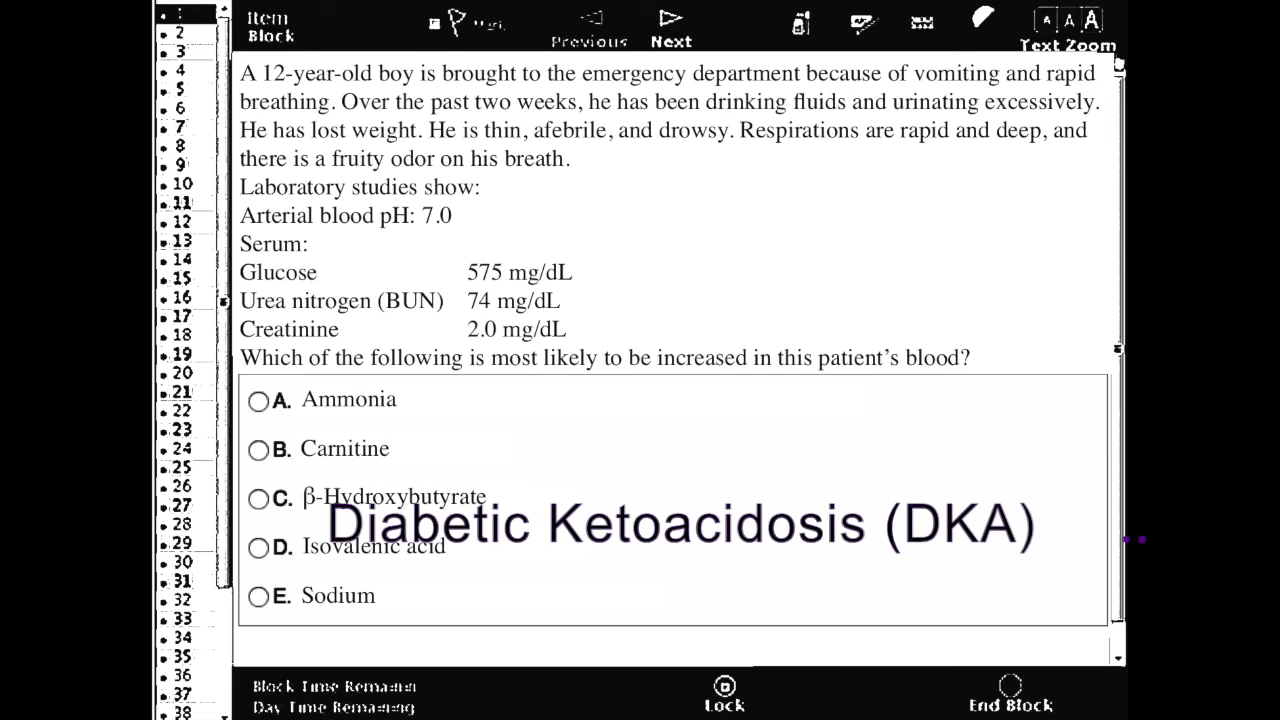 1
2
3
4
5
6
7
8
9
10
11
12
13
14
15
16
17
18
19
20
21
22
23
24
25
26
27
28
29
30
31
32
33
34
35
36
37
38
Item
Block
Mark
Previous
Next
A A A
Text Zoom
A 12-year-old boy is brought to the emergency department because of vomiting and rapid
breathing. Over the past two weeks, he has been drinking fluids and urinating excessively.
He has lost weight. He is thin, afebrile, and drowsy. Respirations are rapid and deep, and
there is a fruity odor on his breath.
Laboratory studies show:
Arterial blood pH: 7.0
Serum:
Glucose 575 mg/dL
Urea nitrogen (BUN) 74 mg/dL
Creatinine 2.0 mg/dL
Which of the following is most likely to be increased in this patient's blood?
A. Ammonia
B. Carnitine
C. β-Hydroxybutyrate
Diabetic Ketoacidosis (DKA)
D. Isovalenic acid
E. Sodium
Block Time Remainin
Day Time Remaining
Lock
End Block